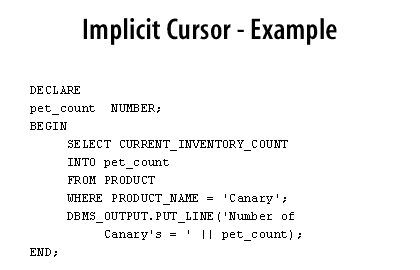 Implicit Cursor - Example
DECLARE
pet_count NUMBER;
BEGIN
SELECT CURRENT_INVENTORY_COUNT
INTO pet_count
FROM PRODUCT
WHERE PRODUCT_NAME = 'Canary';
DBMS_OUTPUT.PUT_LINE('Number of
Canary's = ' || pet_count);
END;